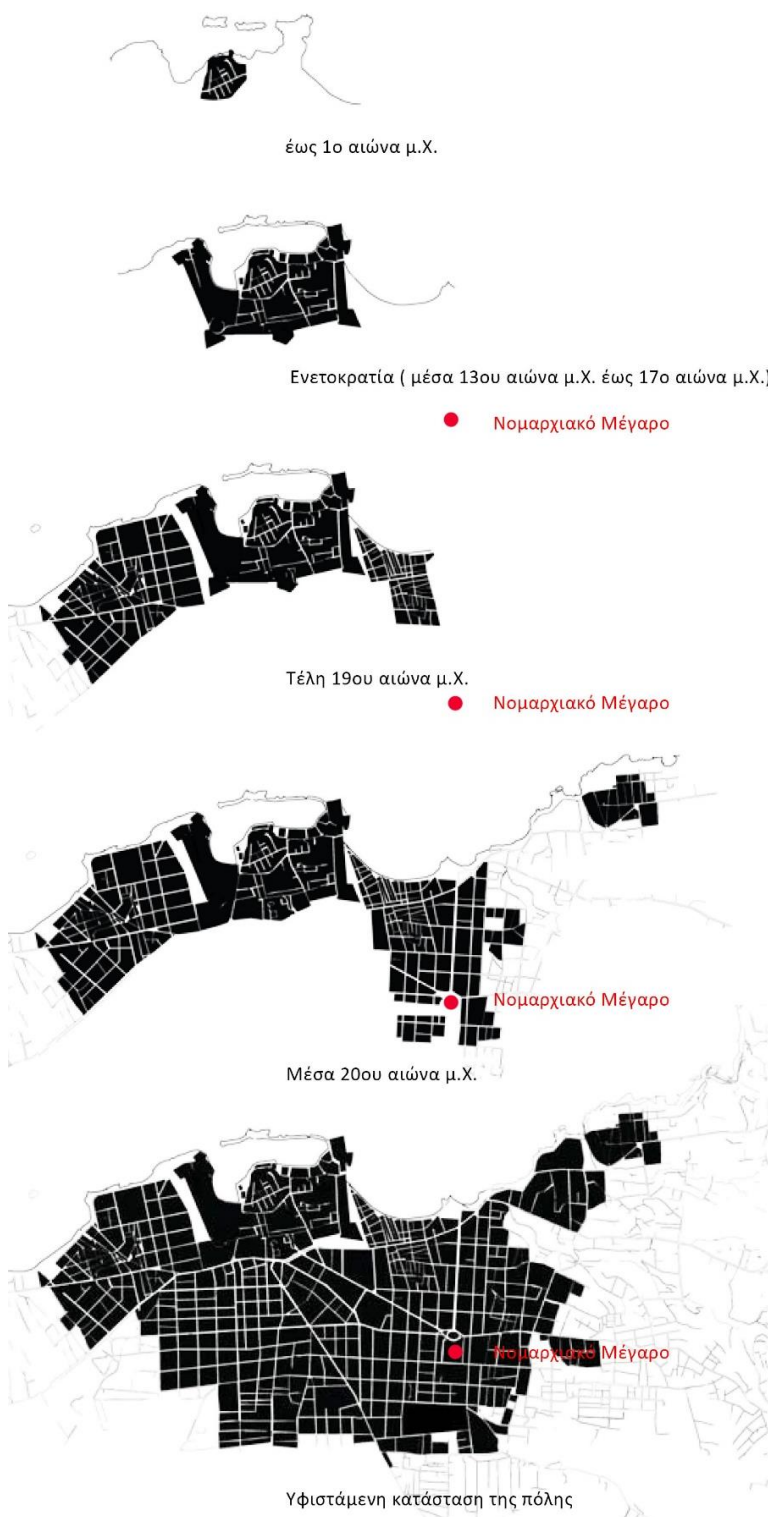 έως 1ο αιώνα μ.Χ.
Ενετοκρατία ( μέσα 13ου αιώνα μ.Χ. έως 17ο αιώνα μ.Χ.)
Νομαρχιακό Μέγαρο
Τέλη 19ου αιώνα μ.Χ.
Νομαρχιακό Μέγαρο
Νομαρχιακό Μέγαρο
Μέσα 20ου αιώνα μ.Χ.
Νομαρχιακό Μέγαρο
Υφιστάμενη κατάσταση της πόλης